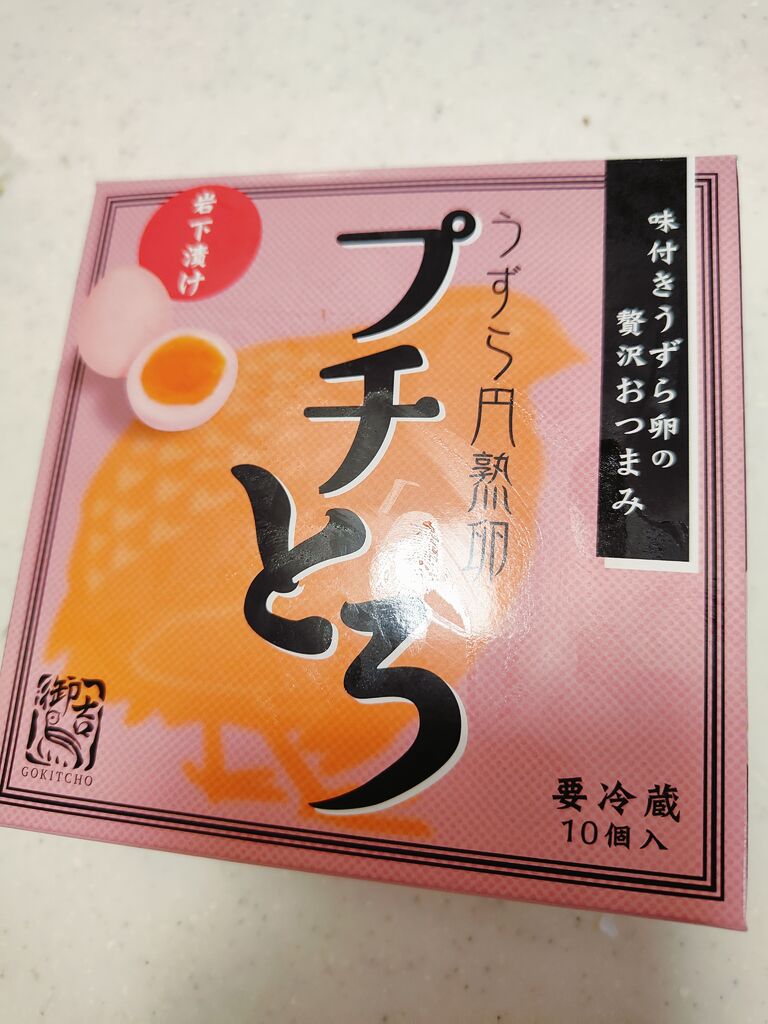 味付きうずら卵の
贅沢おつまみ
うずら円熟卵
プチとろ
岩下漬け
御吉鳥
GOKITCHO
要冷蔵
10個入